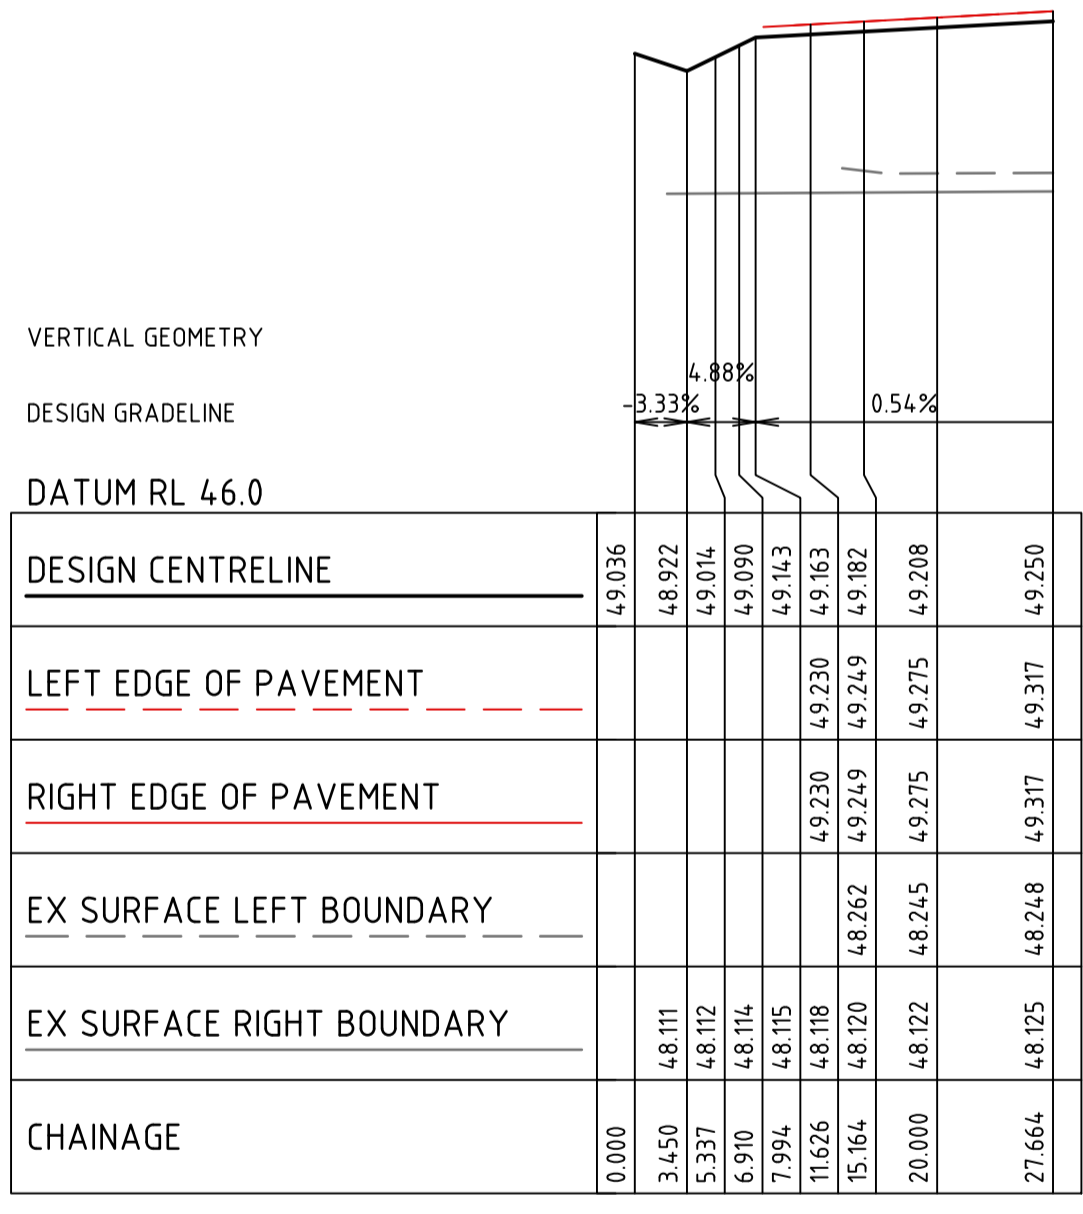 VERTICAL GEOMETRY
4.88%
DESIGN GRADELINE
-3.33%
0.54%
DATUM RL 46.0
DESIGN CENTRELINE 49.036 48.922 49.014 49.090 49.143 49.163 49.182 49.208 49.250
LEFT EDGE OF PAVEMENT 49.230 49.249 49.275 49.317
RIGHT EDGE OF PAVEMENT 49.230 49.249 49.275 49.317
EX SURFACE LEFT BOUNDARY 48.262 48.245 48.248
EX SURFACE RIGHT BOUNDARY 48.111 48.112 48.114 48.115 48.118 48.120 48.122 48.125
CHAINAGE 0.000 3.450 5.337 6.910 7.994 11.626 15.164 20.000 27.664